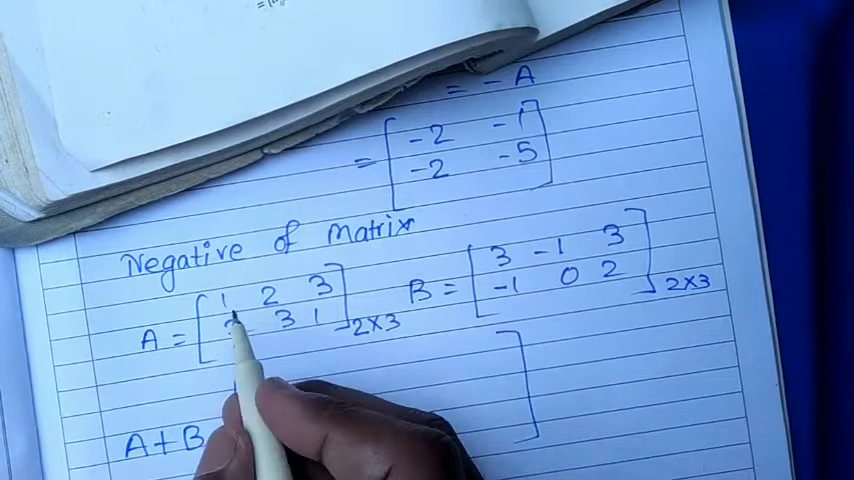 = - A
= [ -2 -1
-2 -5 ]
Negative of Matrix
A = [ 1 2 3
3 1 ] 2×3
B = [ 3 -1 3
-1 0 2 ] 2×3
A+B